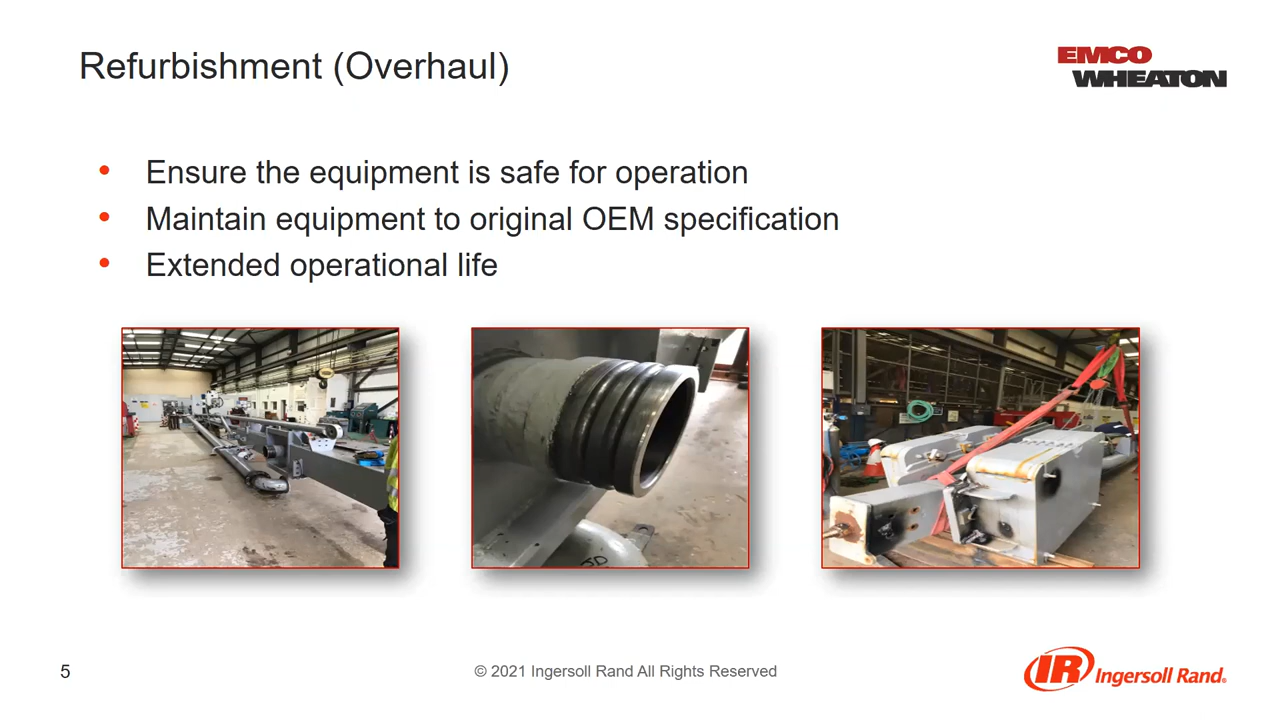 Refurbishment (Overhaul)
EMCO
WHEATON
• Ensure the equipment is safe for operation
• Maintain equipment to original OEM specification
• Extended operational life
JD
5
© 2021 Ingersoll Rand All Rights Reserved
IR Ingersoll Rand®